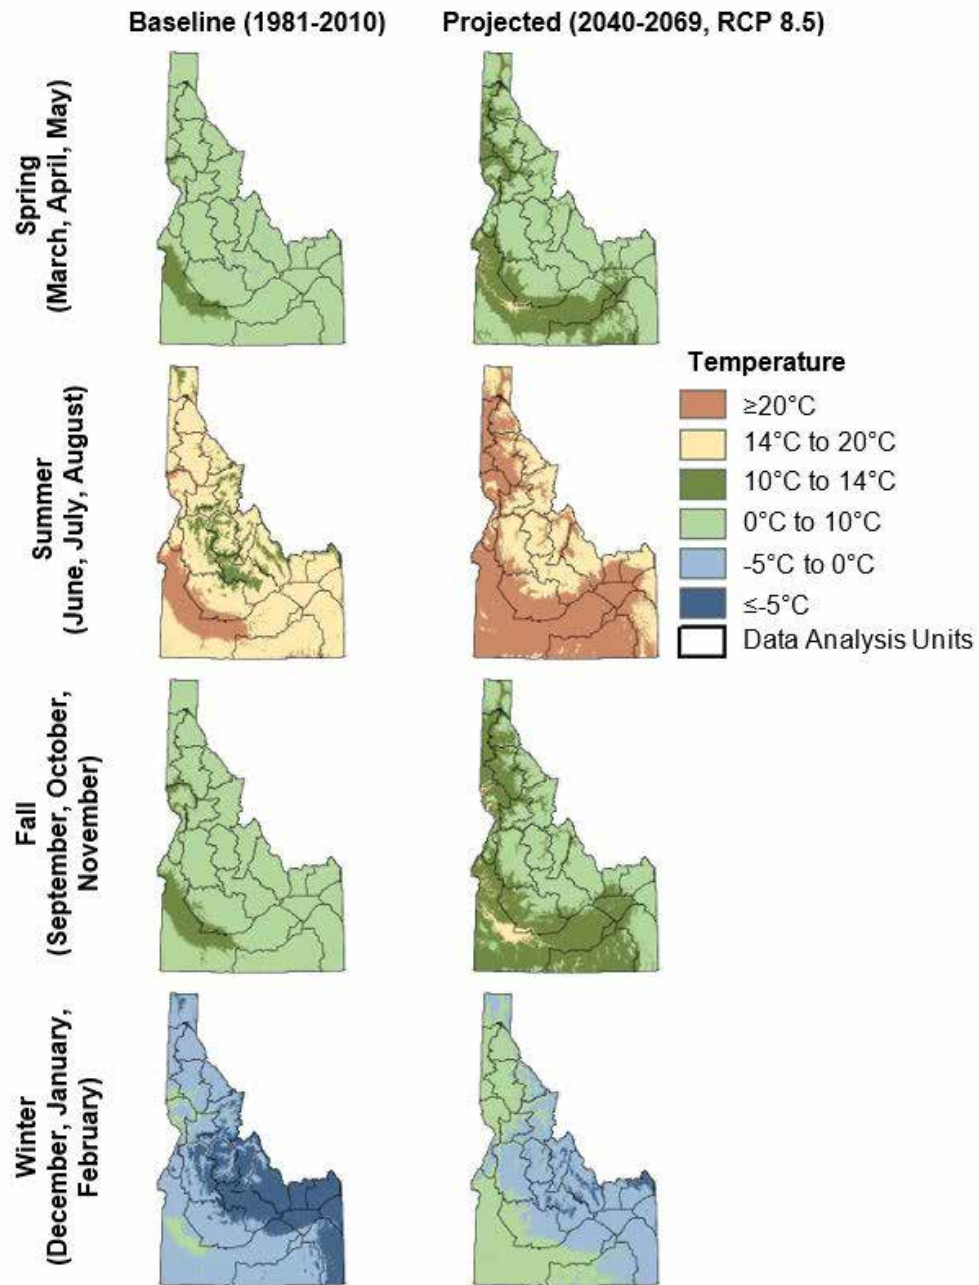 Baseline (1981-2010)
Projected (2040-2069, RCP 8.5)
Spring
(March, April, May)
Summer
(June, July, August)
Temperature
≥20°C
14°C to 20°C
10°C to 14°C
0°C to 10°C
-5°C to 0°C
≤-5°C
Data Analysis Units
Fall
(September, October,
November)
Winter
(December, January,
February)